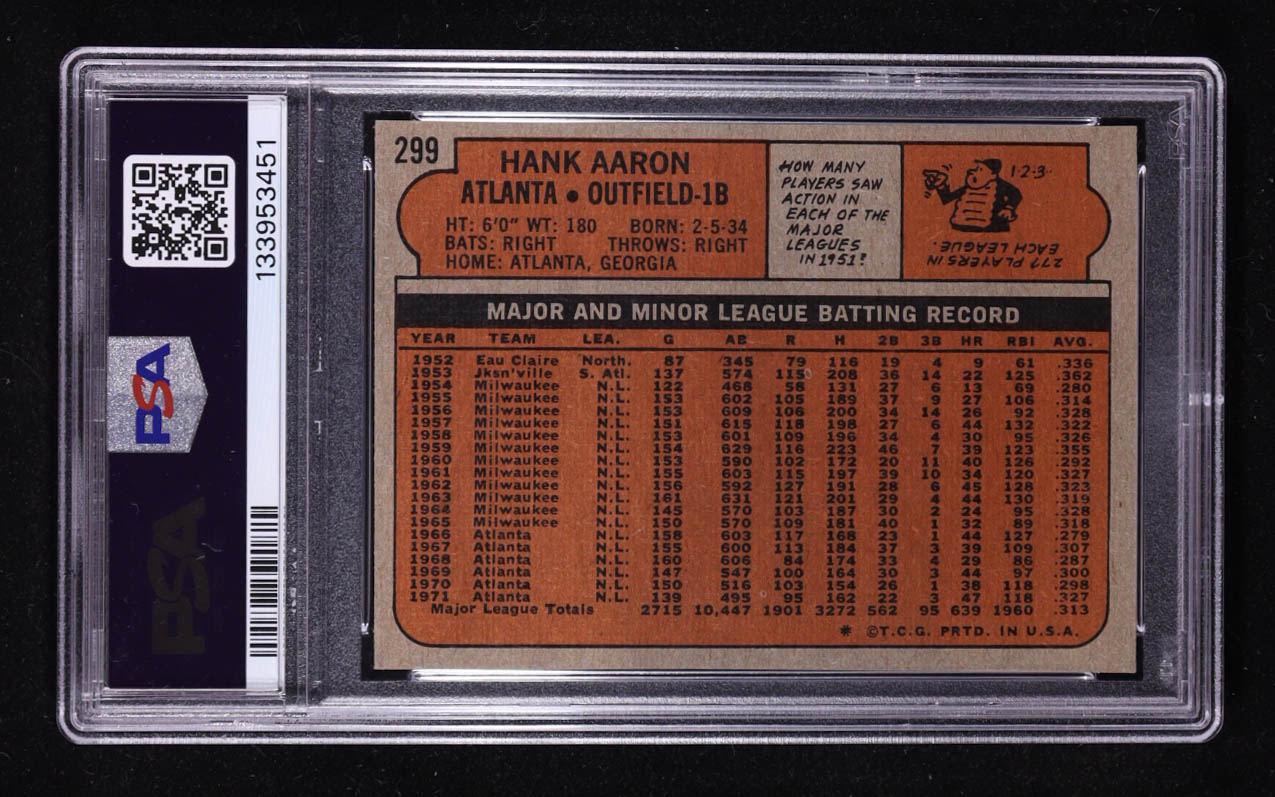 133953451
PSA
PSA
299
HANK AARON
ATLANTA • OUTFIELD-1B
HT: 6'0" WT: 180 BORN: 2-5-34
BATS: RIGHT THROWS: RIGHT
HOME: ATLANTA, GEORGIA
HOW MANY
PLAYERS SAW
ACTION IN
EACH OF THE
MAJOR
LEAGUES
IN 1951?
1-2-3--
277 PLAYERS IN
EACH LEAGUE.
MAJOR AND MINOR LEAGUE BATTING RECORD
YEAR TEAM LEA. G AB R H 2B 3B HR RBI AVG.
1952 Eau Claire North. 87 345 79 116 19 4 9 61 .336
1953 Jksn'ville S. Atl. 137 574 115 208 36 14 22 125 .362
1954 Milwaukee N.L. 122 468 58 131 27 6 13 69 .280
1955 Milwaukee N.L. 153 602 105 189 37 9 27 106 .314
1956 Milwaukee N.L. 153 609 106 200 34 14 26 92 .328
1957 Milwaukee N.L. 151 615 118 198 27 6 44 132 .322
1958 Milwaukee N.L. 153 601 109 196 34 4 30 95 .326
1959 Milwaukee N.L. 154 629 116 223 46 7 39 123 .355
1960 Milwaukee N.L. 153 590 102 172 20 11 40 126 .292
1961 Milwaukee N.L. 155 603 115 197 39 10 34 120 .327
1962 Milwaukee N.L. 156 592 127 191 28 6 45 128 .323
1963 Milwaukee N.L. 161 631 121 201 29 4 44 130 .319
1964 Milwaukee N.L. 145 570 103 187 30 2 24 95 .328
1965 Milwaukee N.L. 150 570 109 181 40 1 32 89 .318
1966 Atlanta N.L. 158 603 117 168 23 1 44 127 .279
1967 Atlanta N.L. 155 600 113 184 37 3 39 109 .307
1968 Atlanta N.L. 160 606 84 174 33 4 29 86 .287
1969 Atlanta N.L. 147 547 100 164 30 3 44 97 .300
1970 Atlanta N.L. 150 516 103 154 26 1 38 111 .298
1971 Atlanta N.L. 139 495 95 162 22 3 47 118 .327
Major League Totals 2715 10,447 1901 3272 562 95 639 1960 .313
* ©T.C.G. PRTD. IN U.S.A.
PSA